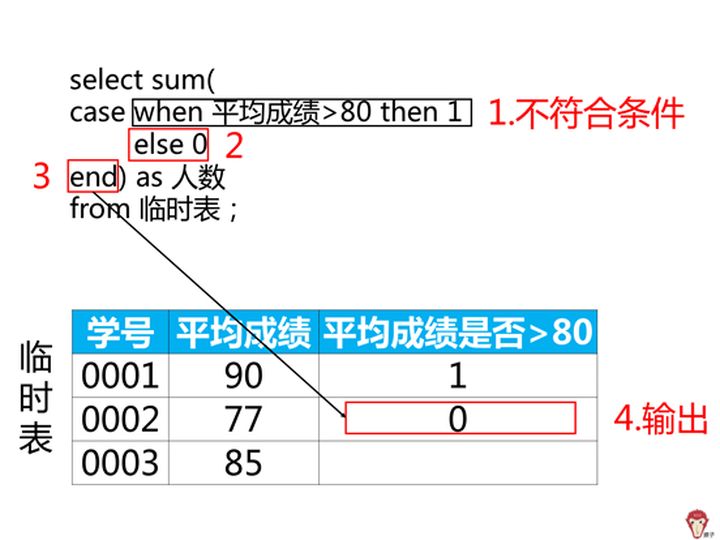 select sum(
case when 平均成绩>80 then 1 1.不符合条件
else 0 2
3 end) as 人数
from 临时表；
临时表
学号 平均成绩 平均成绩是否>80
0001 90 1
0002 77 0 4.输出
0003 85
猴子